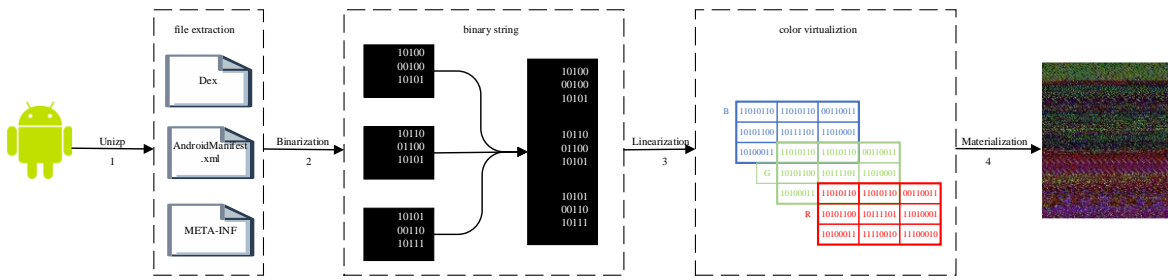 file extraction
binary string
color virtualiztion
Dex
AndroidManifest
.xml
META-INF
Unizp
1
Binarization
2
10100
00100
10101
10110
01100
10101
10101
00110
10111
10100
00100
10101
10110
01100
10101
10101
00110
10111
Linearization
3
B
11010110 11010110 00110011
10101100 10111101 11010001
10100011
G
11010110 11010110 00110011
10101100 10111101 11010001
10100011
R
11010110 11010110 00110011
10101100 10111101 11010001
10100011 11110010 11100010
Materialization
4